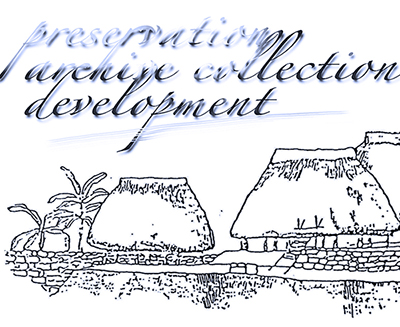 preservation
archive collection
development